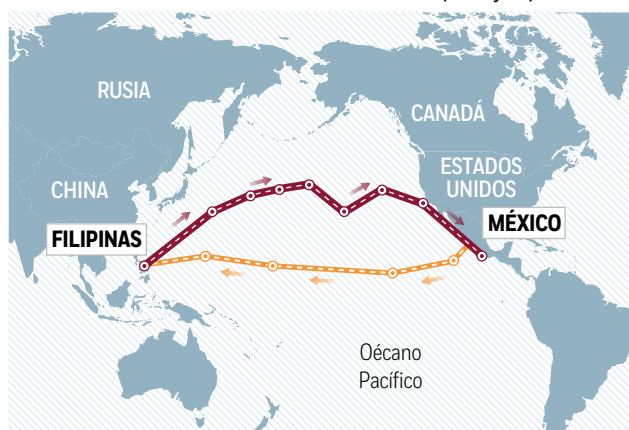 RUSIA
CANADÁ
CHINA
ESTADOS
UNIDOS
MÉXICO
FILIPINAS
Oécano
Pacífico